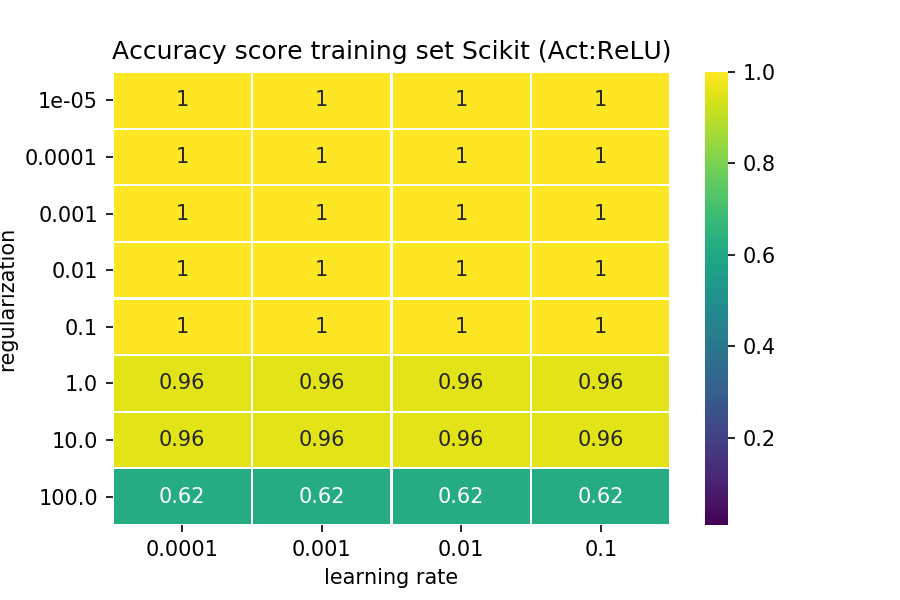 Accuracy score training set Scikit (Act:ReLU)
1e-05 1 1 1 1
0.0001 1 1 1 1
0.001 1 1 1 1
0.01 1 1 1 1
0.1 1 1 1 1
1.0 0.96 0.96 0.96 0.96
10.0 0.96 0.96 0.96 0.96
100.0 0.62 0.62 0.62 0.62
0.0001 0.001 0.01 0.1
learning rate
regularization
1.0
0.8
0.6
0.4
0.2